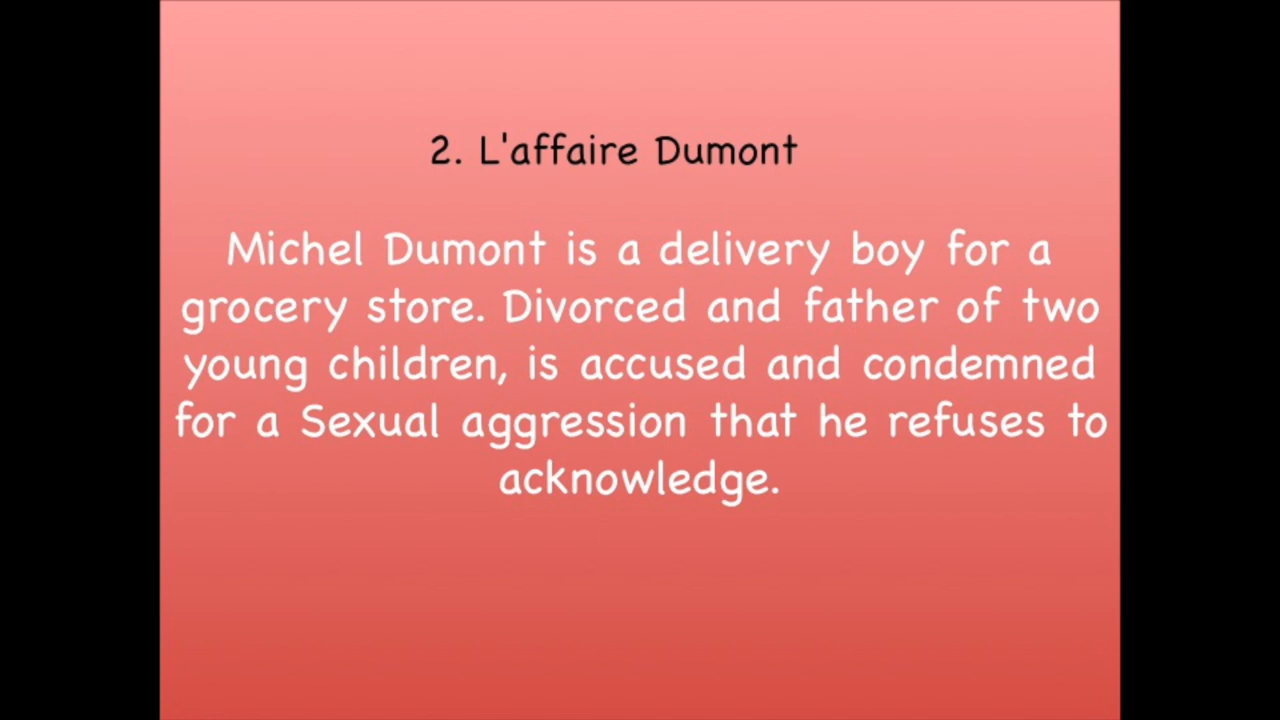 2. L'affaire Dumont
Michel Dumont is a delivery boy for a
grocery store. Divorced and father of two
young children, is accused and condemned
for a Sexual aggression that he refuses to
acknowledge.